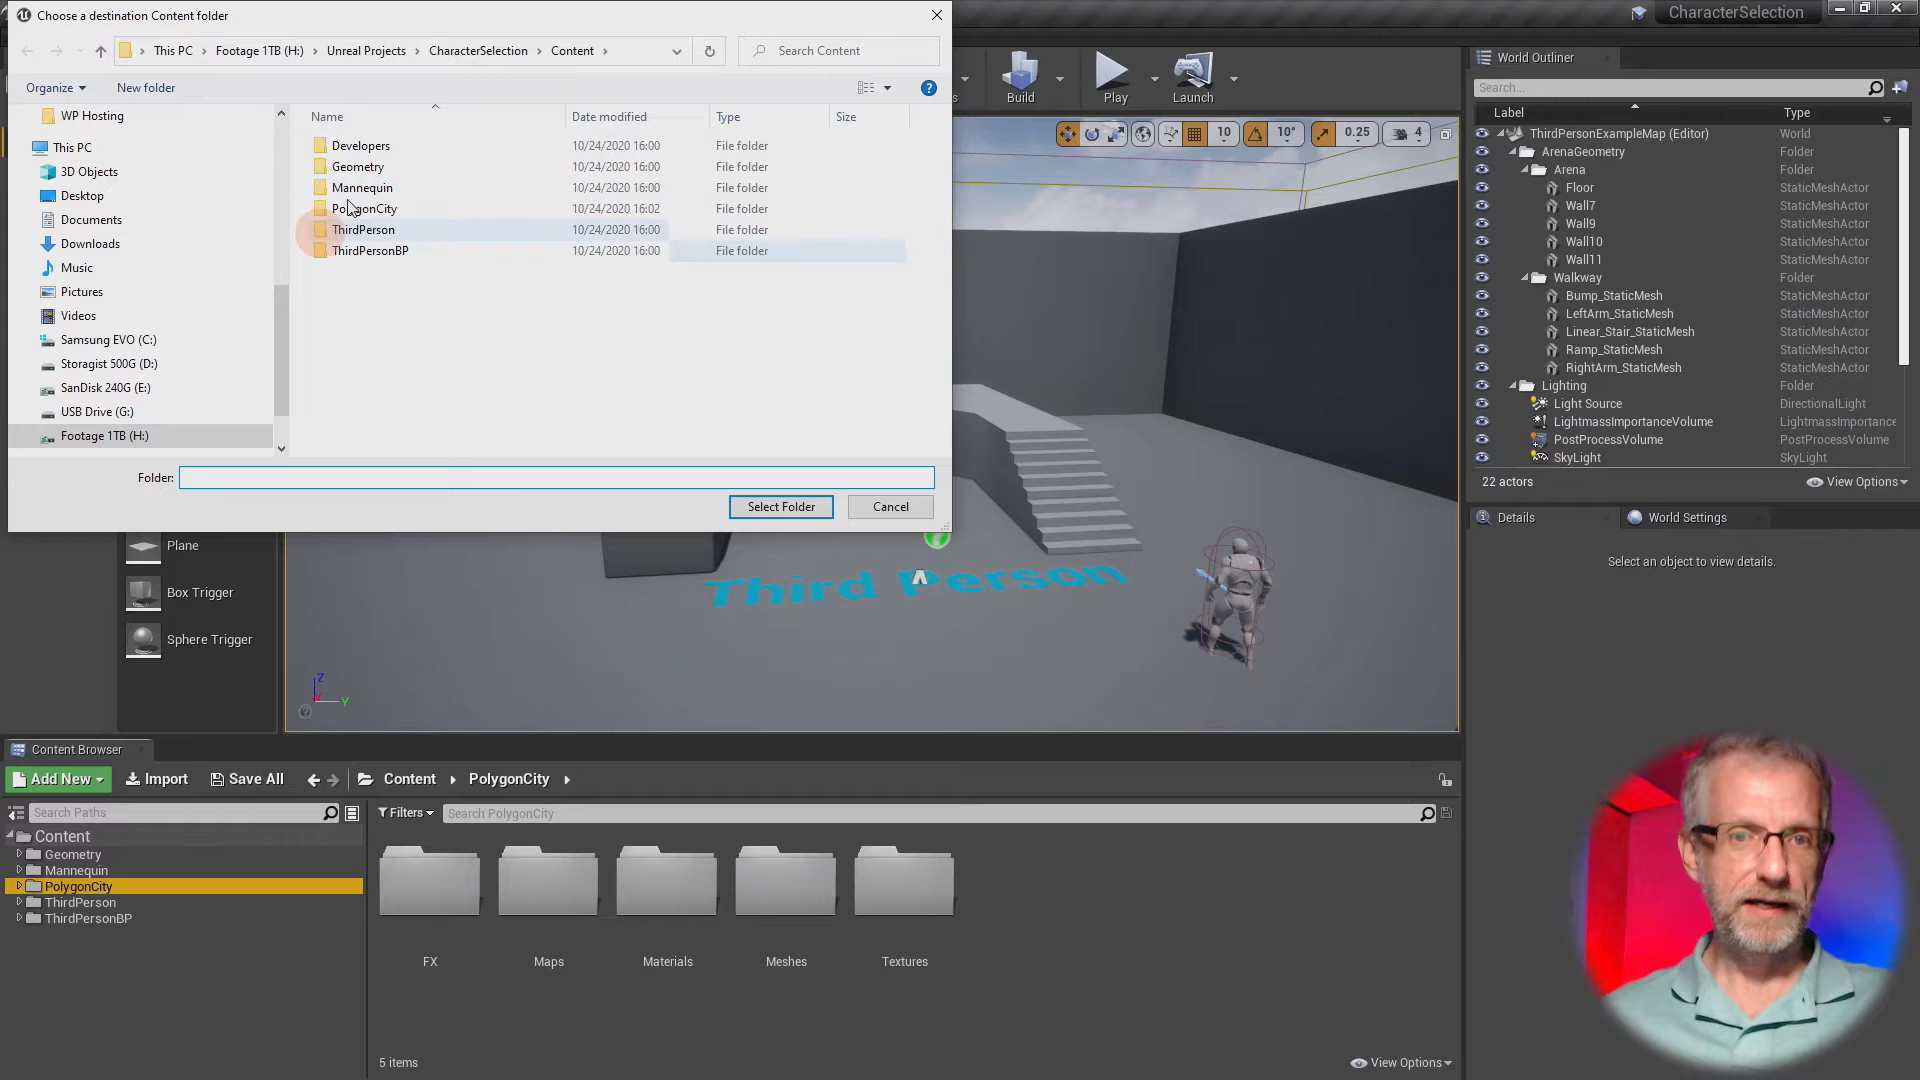 Choose a destination Content folder
This PC
Footage 1TB (H:)
Unreal Projects
CharacterSelection
Content
Search Content
Organize
New folder
WP Hosting
This PC
3D Objects
Desktop
Documents
Downloads
Music
Pictures
Videos
Samsung EVO (C:)
Storagist 500G (D:)
SanDisk 240G (E:)
USB Drive (G:)
Footage 1TB (H:)
Name Date modified Type Size
Developers 10/24/2020 16:00 File folder
Geometry 10/24/2020 16:00 File folder
Mannequin 10/24/2020 16:00 File folder
PolygonCity 10/24/2020 16:02 File folder
ThirdPerson 10/24/2020 16:00 File folder
ThirdPersonBP 10/24/2020 16:00 File folder
Folder:
Select Folder
Cancel
Build
Play
Launch
CharacterSelection
10
10°
0.25
4
World Outliner
Search...
Label Type
ThirdPersonExampleMap (Editor) World
ArenaGeometry Folder
Arena Folder
Floor StaticMeshActor
Wall7 StaticMeshActor
Wall9 StaticMeshActor
Wall10 StaticMeshActor
Wall11 StaticMeshActor
Walkway Folder
Bump_StaticMesh StaticMeshActor
LeftArm_StaticMesh StaticMeshActor
Linear_Stair_StaticMesh StaticMeshActor
Ramp_StaticMesh StaticMeshActor
RightArm_StaticMesh StaticMeshActor
Lighting Folder
Light Source DirectionalLight
LightmassImportanceVolume LightmassImportance
PostProcessVolume PostProcessVolume
SkyLight SkyLight
22 actors
View Options
Details
World Settings
Select an object to view details.
Plane
Box Trigger
Sphere Trigger
Third Person
Z
Y
Content Browser
Add New
Import
Save All
Content
PolygonCity
Search Paths
Filters
Search PolygonCity
Content
Geometry
Mannequin
PolygonCity
ThirdPerson
ThirdPersonBP
FX
Maps
Materials
Meshes
Textures
5 items
View Options